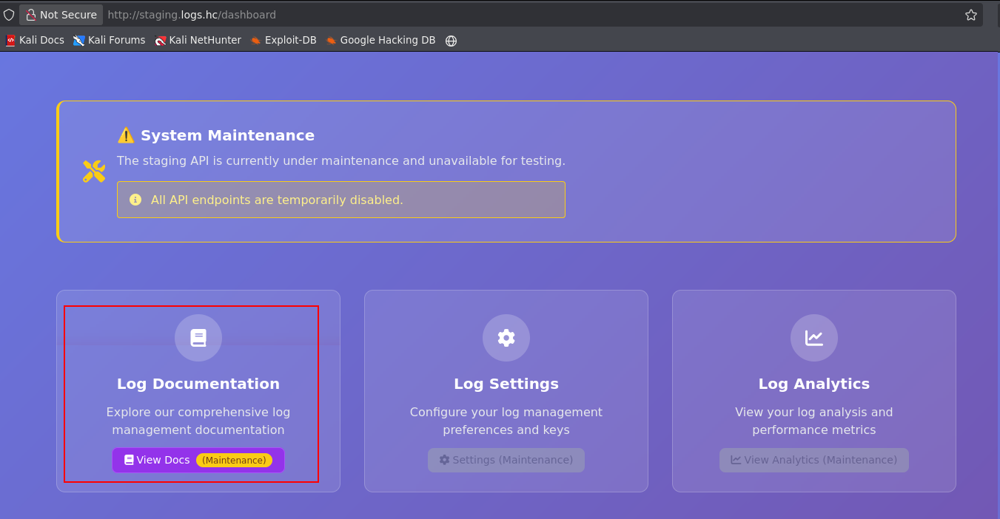 Not Secure http://staging.logs.hc/dashboard
Kali Docs Kali Forums Kali NetHunter Exploit-DB Google Hacking DB
⚠️ System Maintenance
The staging API is currently under maintenance and unavailable for testing.
All API endpoints are temporarily disabled.
Log Documentation
Explore our comprehensive log
management documentation
View Docs (Maintenance)
Log Settings
Configure your log management
preferences and keys
Settings (Maintenance)
Log Analytics
View your log analysis and
performance metrics
View Analytics (Maintenance)